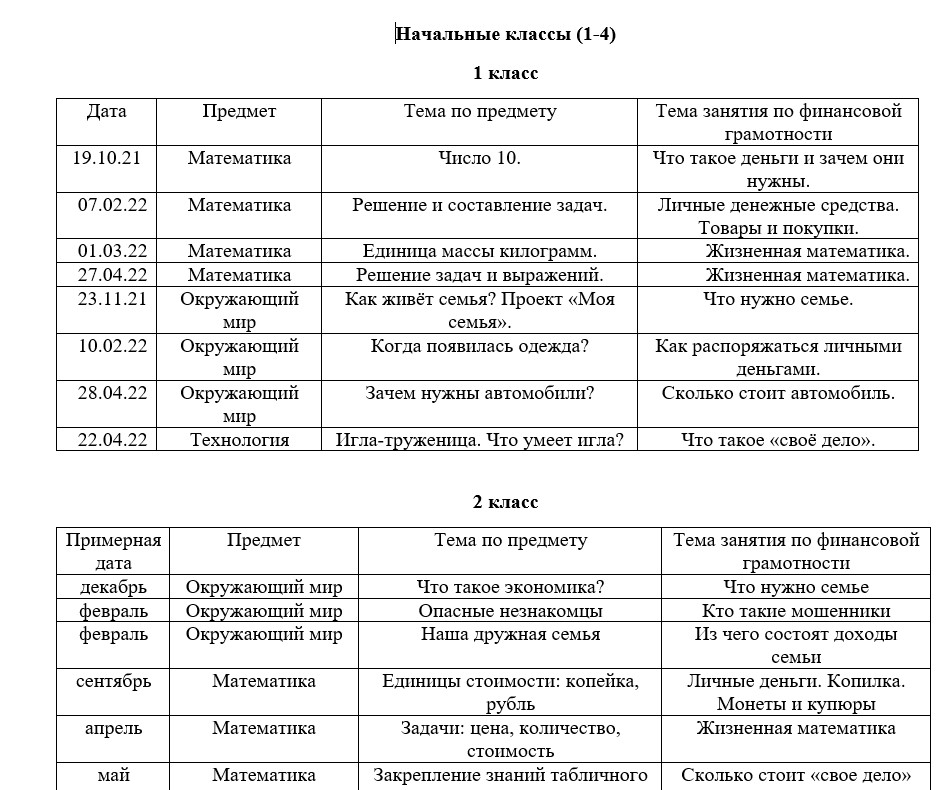 Начальные классы (1-4)
1 класс
Дата Предмет Тема по предмету Тема занятия по финансовой
грамотности
19.10.21 Математика Число 10. Что такое деньги и зачем они
нужны.
07.02.22 Математика Решение и составление задач. Личные денежные средства.
Товары и покупки.
01.03.22 Математика Единица массы килограмм. Жизненная математика.
27.04.22 Математика Решение задач и выражений. Жизненная математика.
23.11.21 Окружающий Как живёт семья? Проект «Моя Что нужно семье.
мир семья».
10.02.22 Окружающий Когда появилась одежда? Как распоряжаться личными
мир деньгами.
28.04.22 Окружающий Зачем нужны автомобили? Сколько стоит автомобиль.
мир
22.04.22 Технология Игла-труженица. Что умеет игла? Что такое «своё дело».
2 класс
Примерная Предмет Тема по предмету Тема занятия по финансовой
дата грамотности
декабрь Окружающий мир Что такое экономика? Что нужно семье
февраль Окружающий мир Опасные незнакомцы Кто такие мошенники
февраль Окружающий мир Наша дружная семья Из чего состоят доходы
семьи
сентябрь Математика Единицы стоимости: копейка, Личные деньги. Копилка.
рубль Монеты и купюры
апрель Математика Задачи: цена, количество, Жизненная математика
стоимость
май Математика Закрепление знаний табличного Сколько стоит «свое дело»